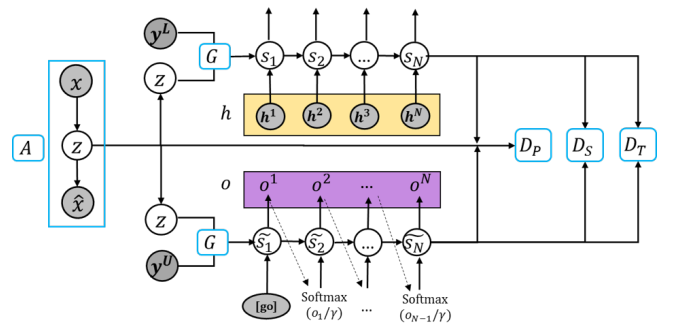 y^L
G
s_1 s_2 ... s_N
x
z
h
h^1 h^2 h^3 h^N
A
z
D_P D_S D_T
x̂
o
o^1 o^2 ... o^N
z
G
s̃_1 s̃_2 ... s̃_N
y^U
[go]
Softmax
(o_1/γ)
...
Softmax
(o_{N-1}/γ)